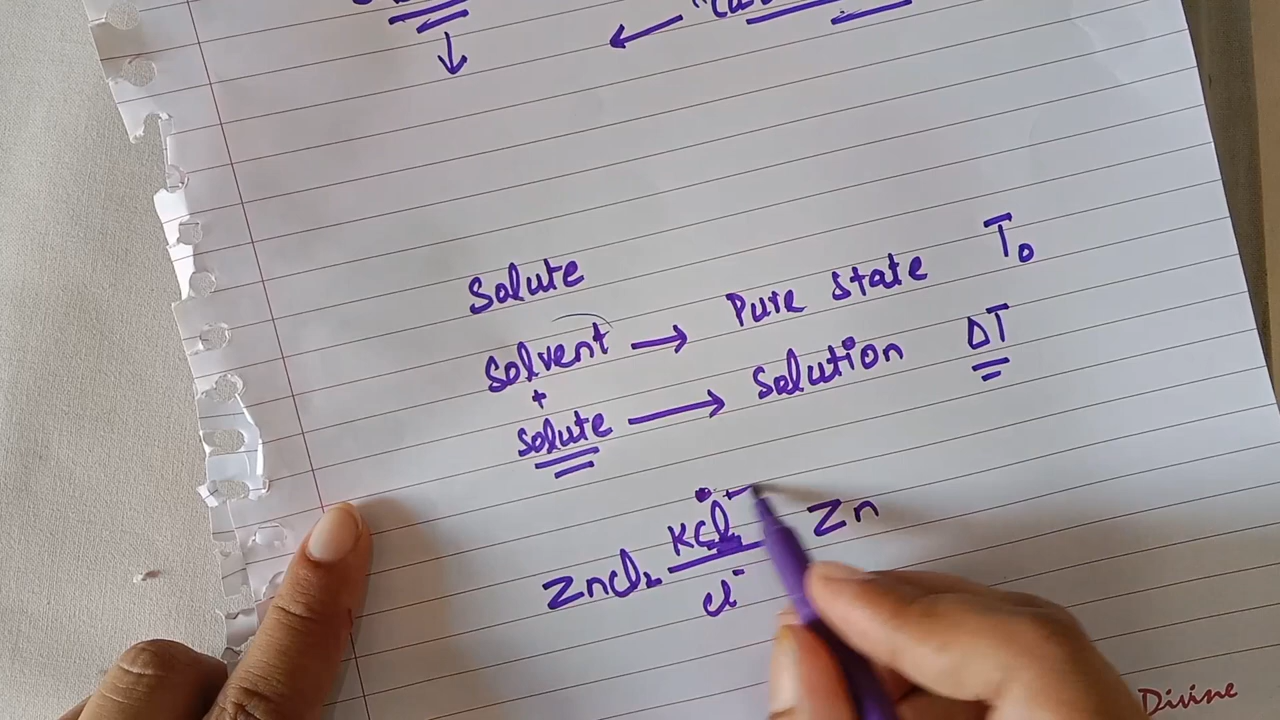 Solute
Solvent → Pure state T₀
+
Solute → Solution ΔT
KCl
ZnCl₂ Zn
Cl⁻
Divine